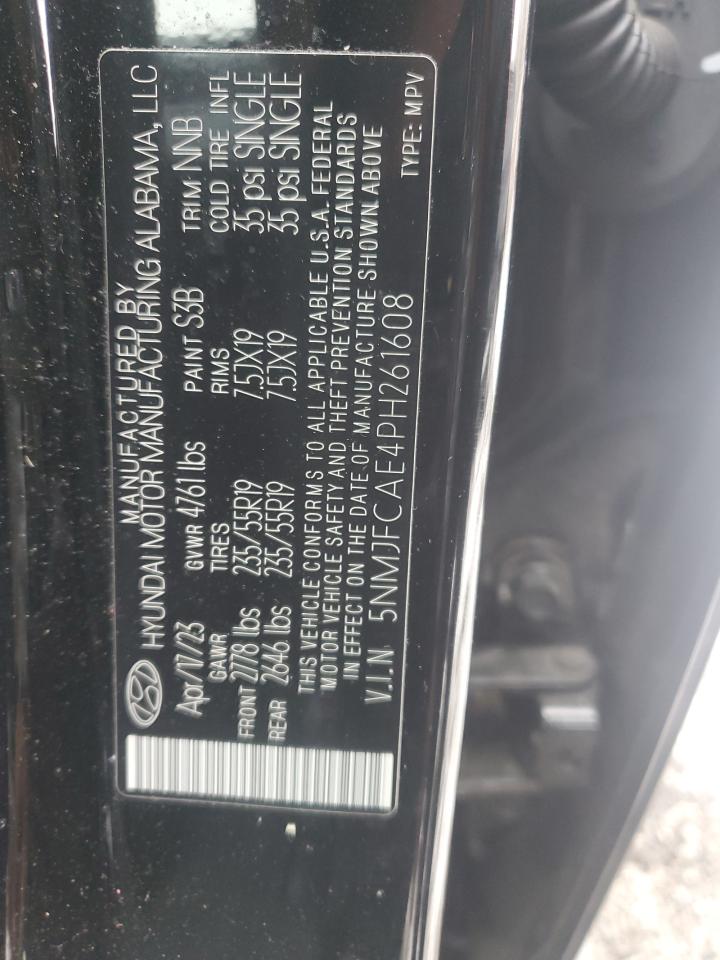 MANUFACTURED BY
HYUNDAI MOTOR MANUFACTURING ALABAMA, LLC
Apr/17/23 GVWR 4761 lbs PAINT S3B TRIM NNB
GAWR TIRES RIMS COLD TIRE INFL
FRONT 2778 lbs 235/55R19 7.5JX19 35 psi SINGLE
REAR 2646 lbs 235/55R19 7.5JX19 35 psi SINGLE
THIS VEHICLE CONFORMS TO ALL APPLICABLE U.S.A. FEDERAL
MOTOR VEHICLE SAFETY AND THEFT PREVENTION STANDARDS
IN EFFECT ON THE DATE OF MANUFACTURE SHOWN ABOVE
V.I.N 5NMJFCAE4PH261608 TYPE: MPV